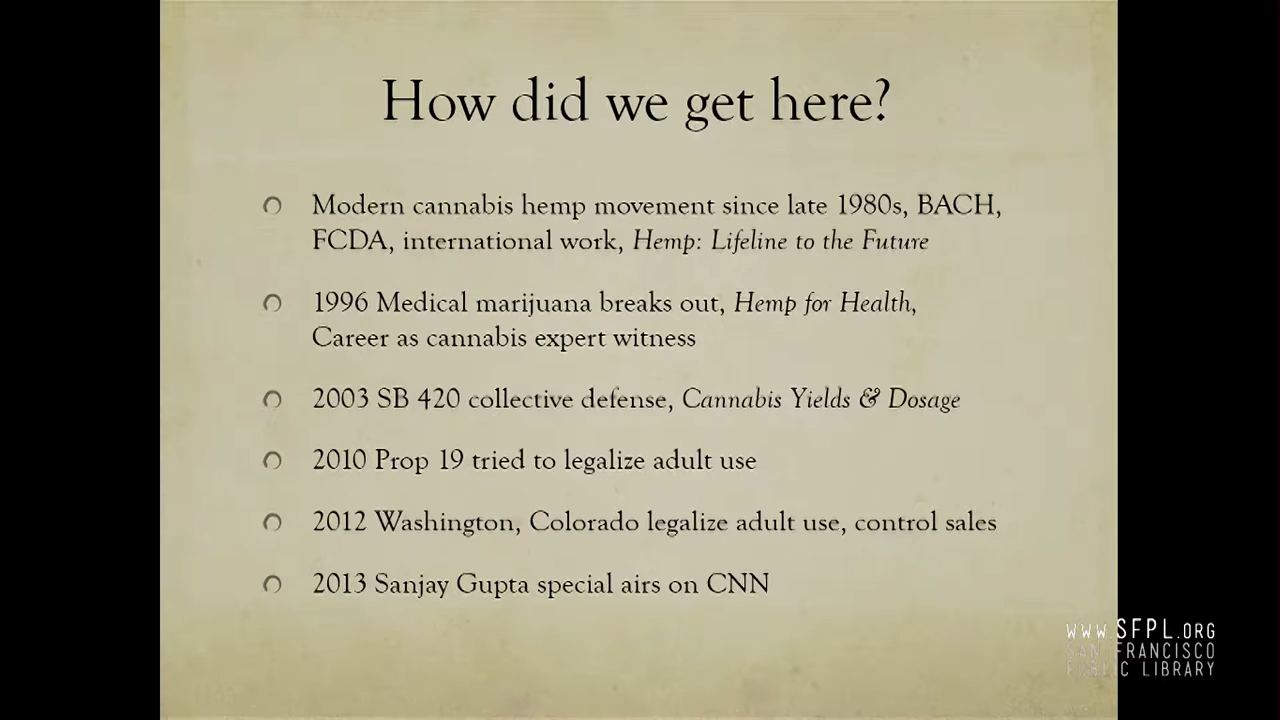 How did we get here?
Modern cannabis hemp movement since late 1980s, BACH,
FCDA, international work, Hemp: Lifeline to the Future
1996 Medical marijuana breaks out, Hemp for Health,
Career as cannabis expert witness
2003 SB 420 collective defense, Cannabis Yields & Dosage
2010 Prop 19 tried to legalize adult use
2012 Washington, Colorado legalize adult use, control sales
2013 Sanjay Gupta special airs on CNN
WWW.SFPL.ORG
SAN FRANCISCO
PUBLIC LIBRARY